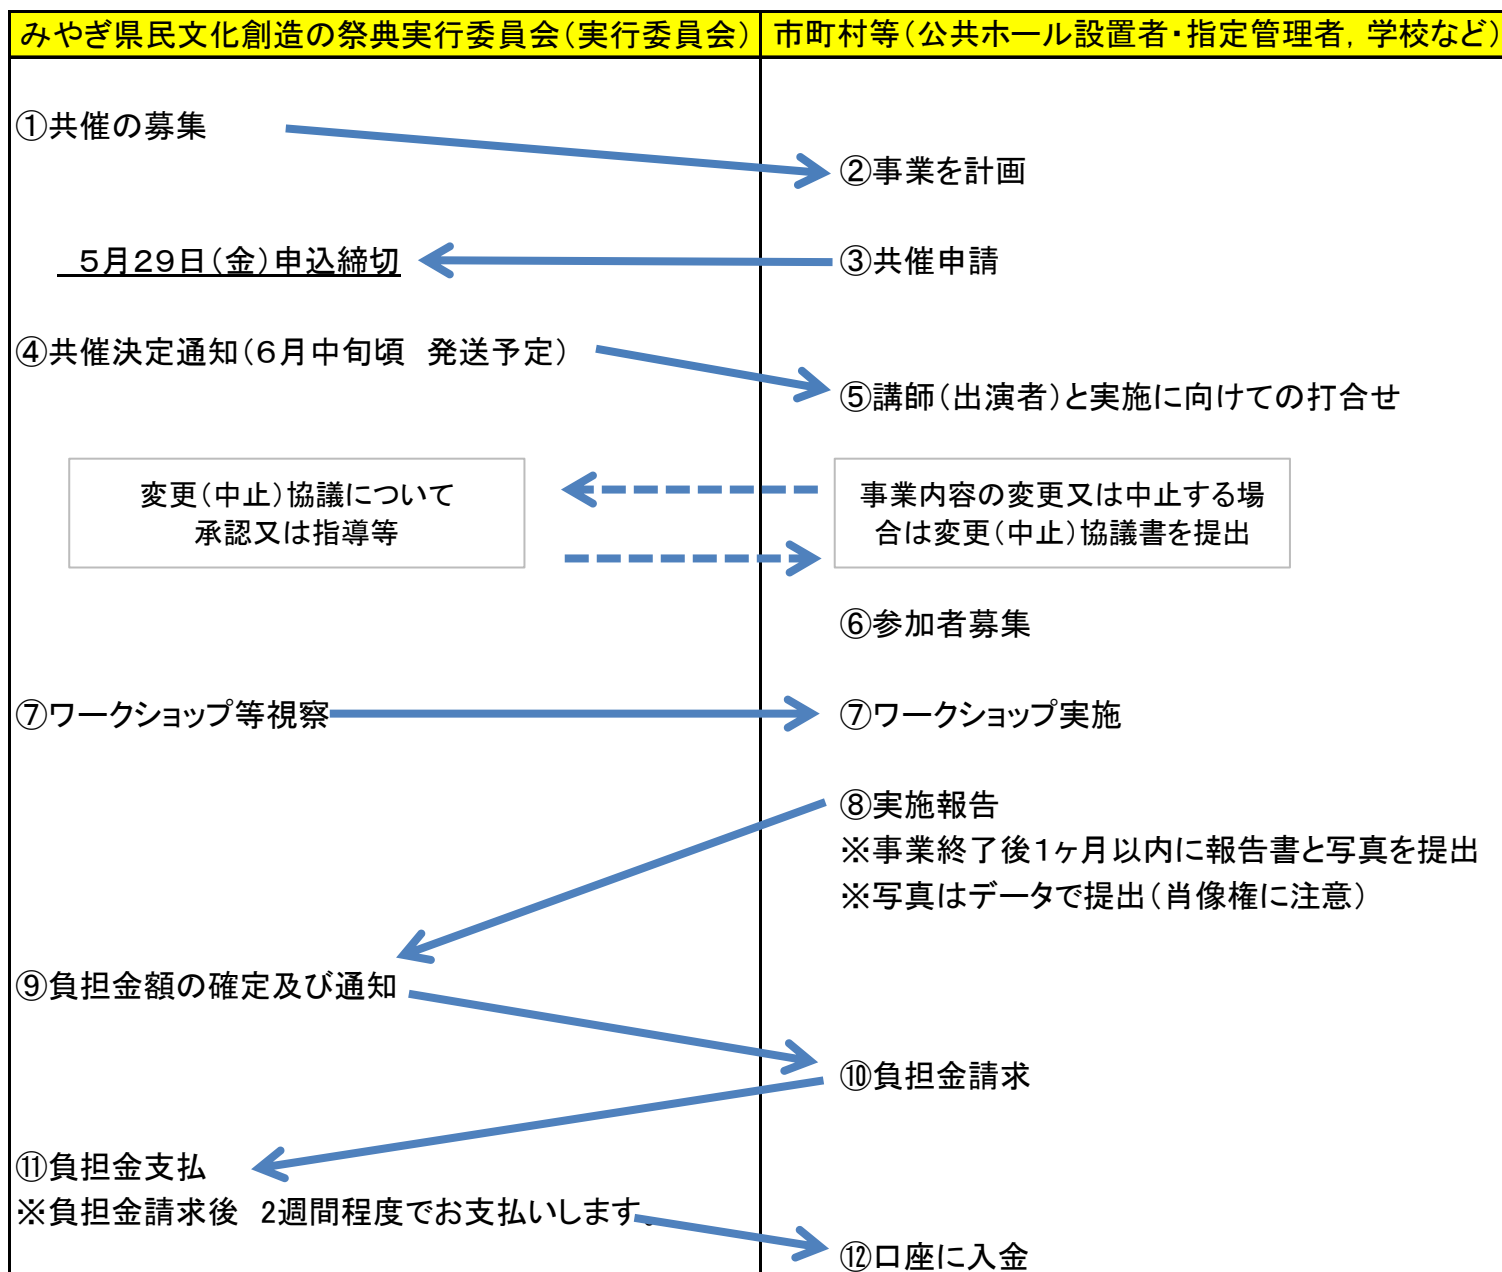 みやぎ県民文化創造の祭典実行委員会(実行委員会)
市町村等(公共ホール設置者・指定管理者,学校など)
①共催の募集
②事業を計画
5月29日(金)申込締切
③共催申請
④共催決定通知(6月中旬頃 発送予定)
⑤講師(出演者)と実施に向けての打合せ
変更(中止)協議について
承認又は指導等
事業内容の変更又は中止する場
合は変更(中止)協議書を提出
⑥参加者募集
⑦ワークショップ等視察
⑦ワークショップ実施
⑧実施報告
※事業終了後1ヶ月以内に報告書と写真を提出
※写真はデータで提出(肖像権に注意)
⑨負担金額の確定及び通知
⑩負担金請求
⑪負担金支払
※負担金請求後 2週間程度でお支払いします。
⑫口座に入金